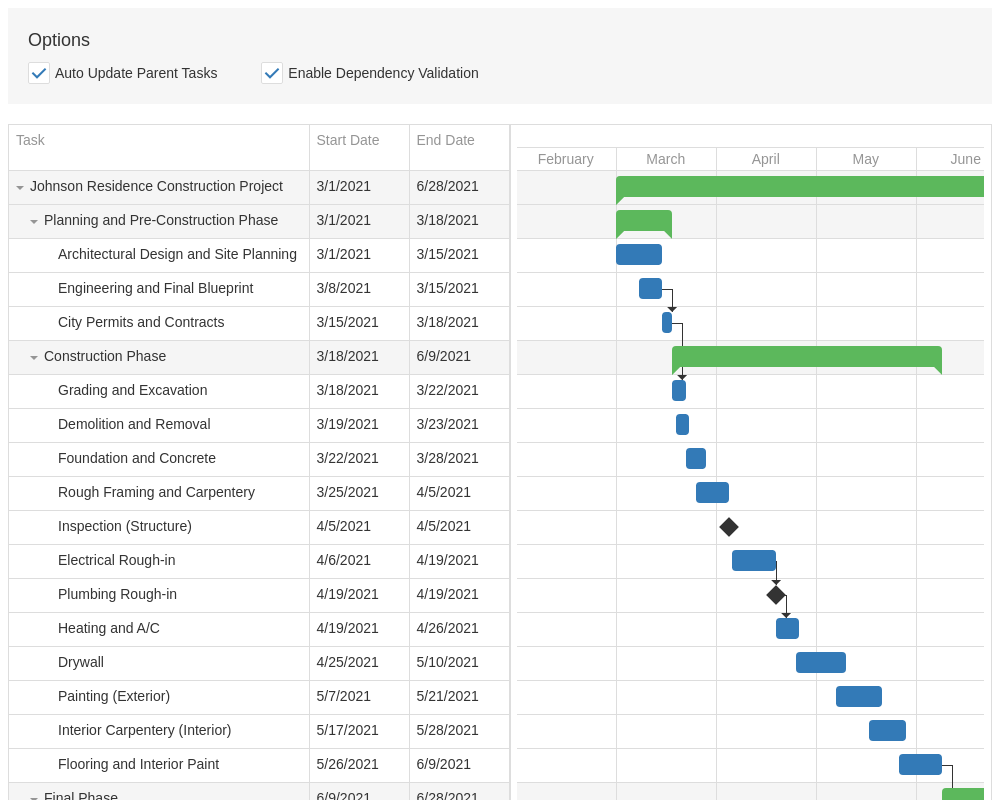 Options
Auto Update Parent Tasks Enable Dependency Validation
Task Start Date End Date
February March April May June
Johnson Residence Construction Project 3/1/2021 6/28/2021
Planning and Pre-Construction Phase 3/1/2021 3/18/2021
Architectural Design and Site Planning 3/1/2021 3/15/2021
Engineering and Final Blueprint 3/8/2021 3/15/2021
City Permits and Contracts 3/15/2021 3/18/2021
Construction Phase 3/18/2021 6/9/2021
Grading and Excavation 3/18/2021 3/22/2021
Demolition and Removal 3/19/2021 3/23/2021
Foundation and Concrete 3/22/2021 3/28/2021
Rough Framing and Carpentery 3/25/2021 4/5/2021
Inspection (Structure) 4/5/2021 4/5/2021
Electrical Rough-in 4/6/2021 4/19/2021
Plumbing Rough-in 4/19/2021 4/19/2021
Heating and A/C 4/19/2021 4/26/2021
Drywall 4/25/2021 5/10/2021
Painting (Exterior) 5/7/2021 5/21/2021
Interior Carpentery (Interior) 5/17/2021 5/28/2021
Flooring and Interior Paint 5/26/2021 6/9/2021
Final Phase 6/9/2021 6/28/2021